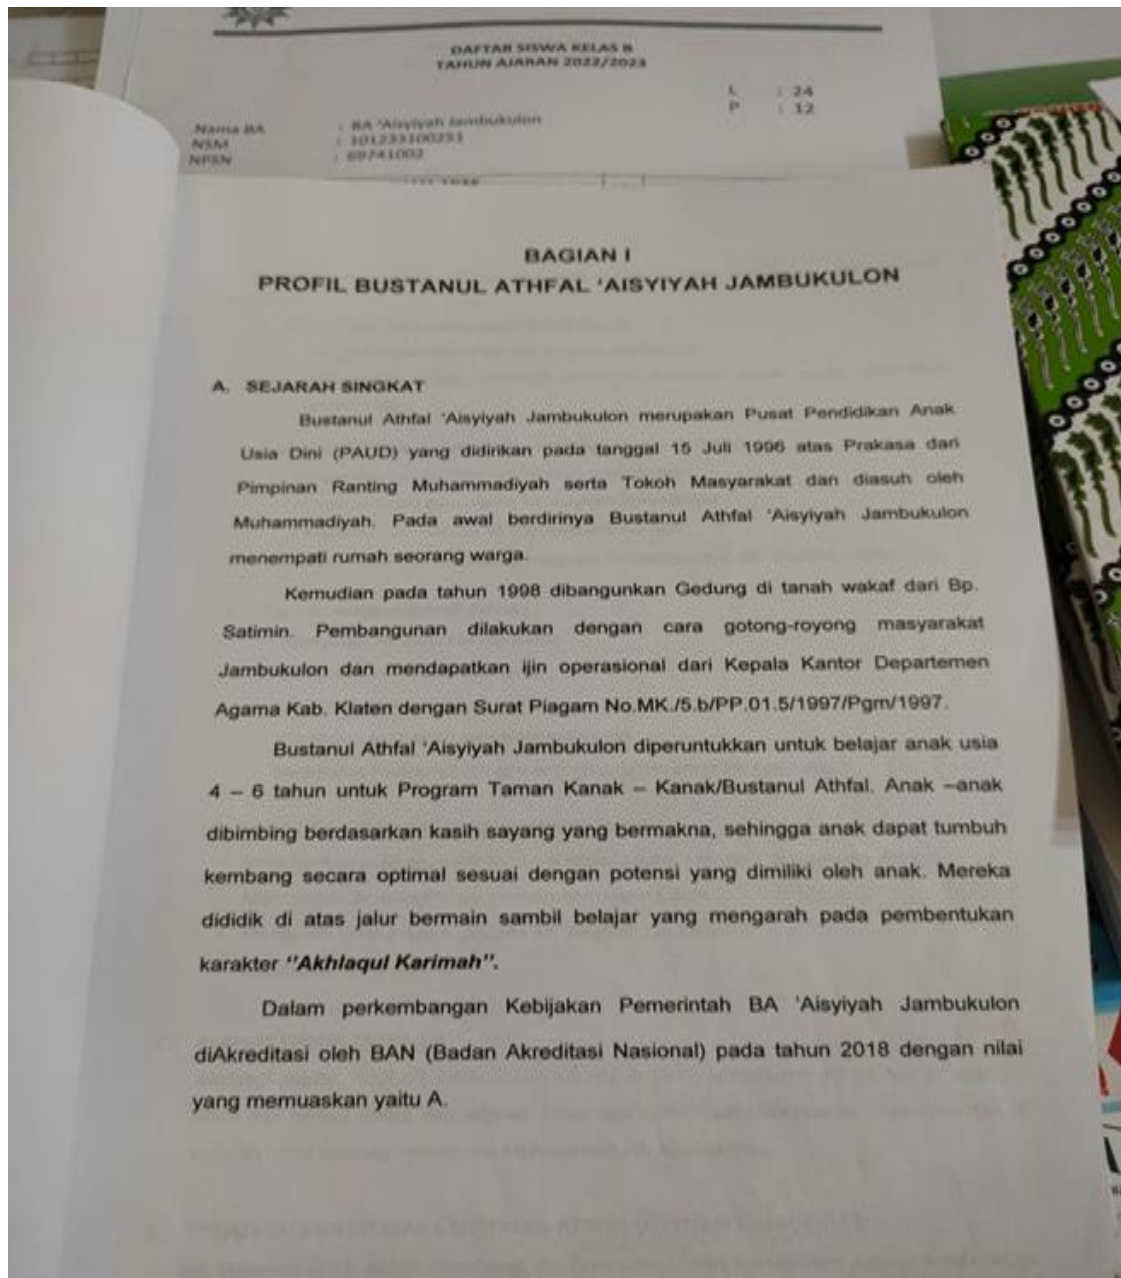 DAFTAR SISWA KELAS B
TAHUN AJARAN 2022/2023
L : 24
P : 12
Nama BA : BA 'Aisyiyah Jambukulon
NSM : 101233100251
NPSN : 69741002
BAGIAN I
PROFIL BUSTANUL ATHFAL 'AISYIYAH JAMBUKULON
A. SEJARAH SINGKAT
Bustanul Athfal 'Aisyiyah Jambukulon merupakan Pusat Pendidikan Anak
Usia Dini (PAUD) yang didirikan pada tanggal 15 Juli 1996 atas Prakasa dari
Pimpinan Ranting Muhammadiyah serta Tokoh Masyarakat dan diasuh oleh
Muhammadiyah. Pada awal berdirinya Bustanul Athfal 'Aisyiyah Jambukulon
menempati rumah seorang warga.
Kemudian pada tahun 1998 dibangunkan Gedung di tanah wakaf dari Bp.
Satimin. Pembangunan dilakukan dengan cara gotong-royong masyarakat
Jambukulon dan mendapatkan ijin operasional dari Kepala Kantor Departemen
Agama Kab. Klaten dengan Surat Piagam No.MK./5.b/PP.01.5/1997/Pgm/1997.
Bustanul Athfal 'Aisyiyah Jambukulon diperuntukkan untuk belajar anak usia
4 – 6 tahun untuk Program Taman Kanak – Kanak/Bustanul Athfal. Anak –anak
dibimbing berdasarkan kasih sayang yang bermakna, sehingga anak dapat tumbuh
kembang secara optimal sesuai dengan potensi yang dimiliki oleh anak. Mereka
dididik di atas jalur bermain sambil belajar yang mengarah pada pembentukan
karakter ''Akhlaqul Karimah''.
Dalam perkembangan Kebijakan Pemerintah BA 'Aisyiyah Jambukulon
diAkreditasi oleh BAN (Badan Akreditasi Nasional) pada tahun 2018 dengan nilai
yang memuaskan yaitu A.